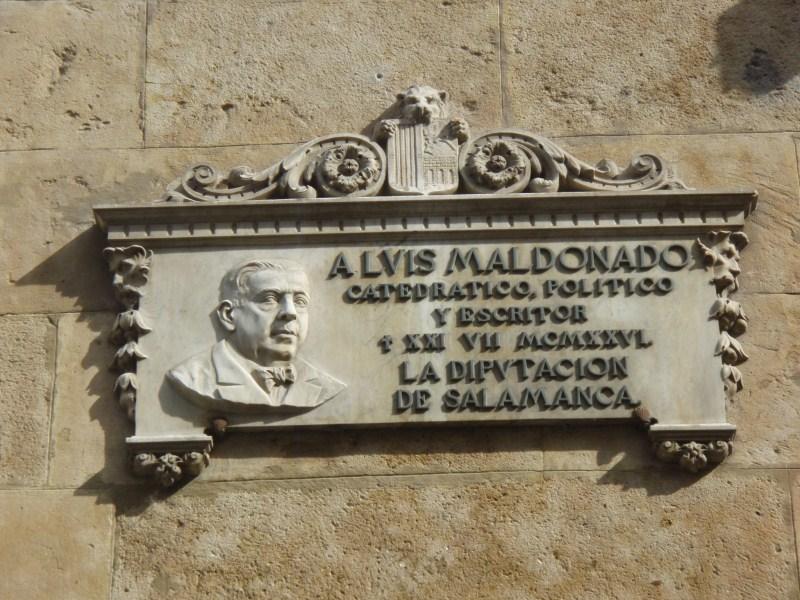 A LVIS MALDONADO
CATEDRATICO, POLITICO
Y ESCRITOR
† XXI VII MCMXXVI.
LA DIPVTACION
DE SALAMANCA.